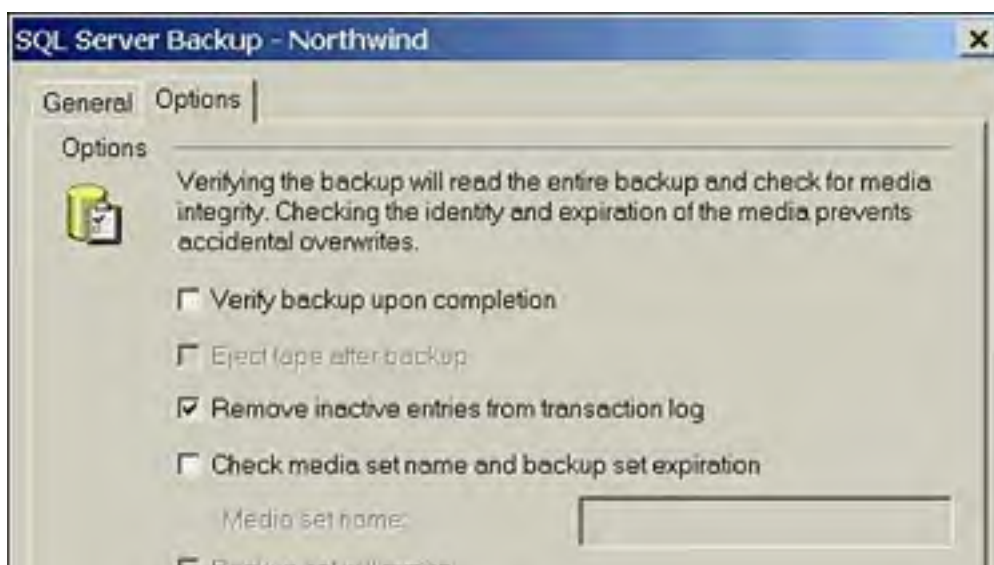 SQL Server Backup - Northwind
General
Options
Options
Verifying the backup will read the entire backup and check for media
integrity. Checking the identity and expiration of the media prevents
accidental overwrites.
Verify backup upon completion
Eject tape after backup
Remove inactive entries from transaction log
Check media set name and backup set expiration
Media set name: